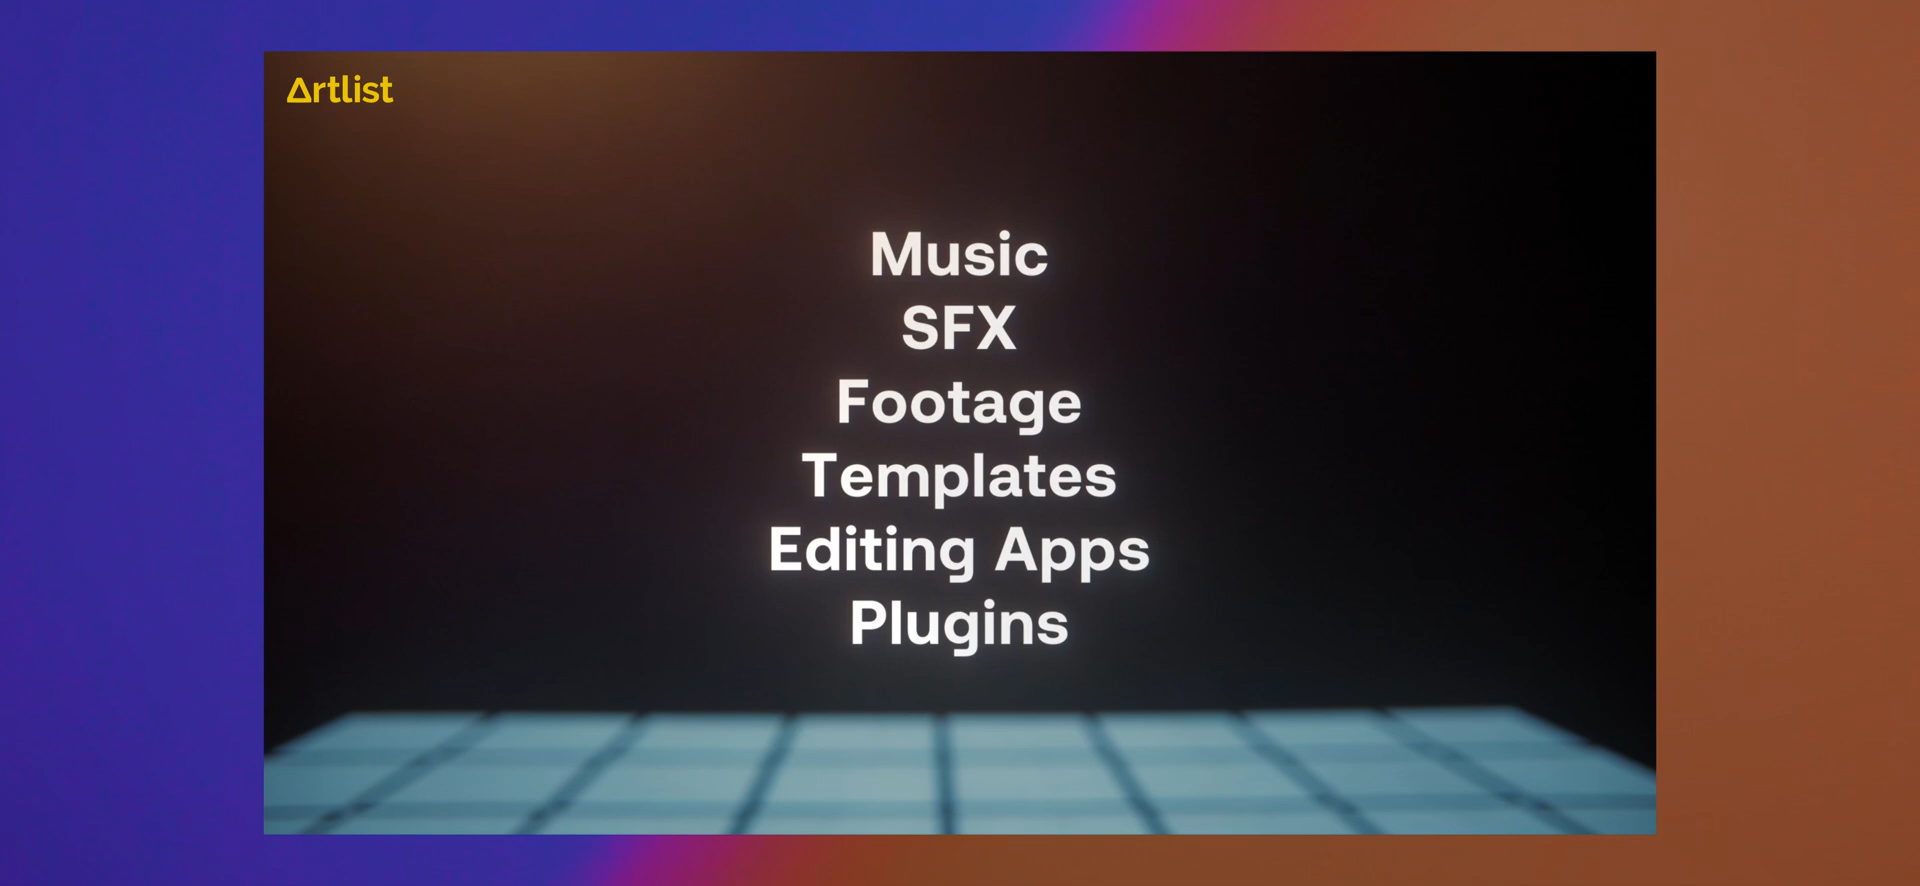 Artlist
Music
SFX
Footage
Templates
Editing Apps
Plugins